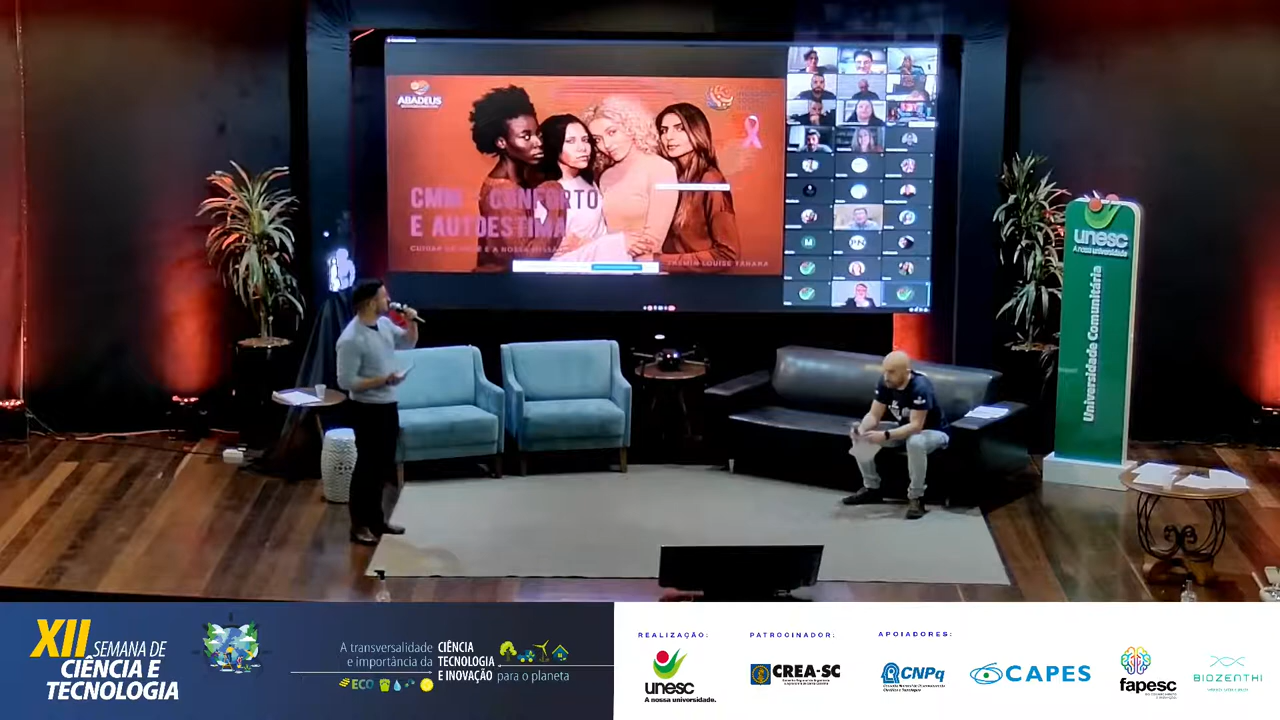 ABADEUS
CMM CONFORTO
E AUTOESTIMA
M
PN
unesc
A nossa universidade
Universidade Comunitária
XII SEMANA DE
CIÊNCIA E
TECNOLOGIA
A transversalidade
e importância da
CIÊNCIA
TECNOLOGIA
E INOVAÇÃO
para o planeta
ECO
REALIZAÇÃO:
unesc
A nossa universidade.
PATROCINADOR:
CREA-SC
APOIADORES:
CNPq
CAPES
fapesc
BIOZENTHI